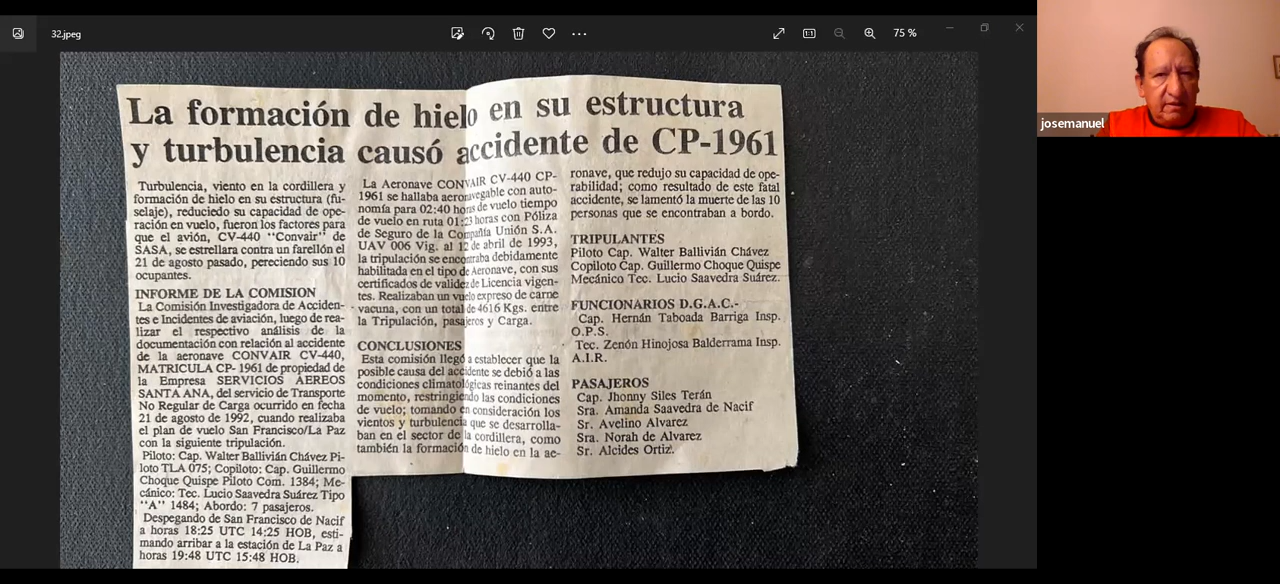 32.jpeg
75 %
josemanuel
La formación de hielo en su estructura
y turbulencia causó accidente de CP-1961
Turbulencia, viento en la cordillera y
formación de hielo en su estructura (fu-
selaje), reduciedo su capacidad de ope-
ración en vuelo, fueron los factores para
que el avión, CV-440 "Convair" de
SASA, se estrellara contra un farellón el
21 de agosto pasado, pereciendo sus 10
ocupantes.
INFORME DE LA COMISION
La Comisión Investigadora de Acciden-
tes e Incidentes de aviación, luego de rea-
lizar el respectivo análisis de la
documentación con relación al accidente
de la aeronave CONVAIR CV-440,
MATRICULA CP- 1961 de propiedad de
la Empresa SERVICIOS AEREOS
SANTA ANA, del servicio de Transporte
No Regular de Carga ocurrido en fecha
21 de agosto de 1992, cuando realizaba
el plan de vuelo San Francisco/La Paz
con la siguiente tripulación.
Piloto: Cap. Walter Ballivián Chávez Pi-
loto TLA 075; Copiloto: Cap. Guillermo
Choque Quispe Piloto Com. 1384; Me-
cánico: Tec. Lucio Saavedra Suárez Tipo
"A" 1484; Abordo: 7 pasajeros.
Despegando de San Francisco de Nacif
a horas 18:25 UTC 14:25 HOB, esti-
mando arribar a la estación de La Paz a
horas 19:48 UTC 15:48 HOB.
La Aeronave CONVAIR CV-440 CP-
1961 se hallaba aeronavegable con auto-
nomía para 02:40 horas de vuelo tiempo
de vuelo en ruta 01:23 horas con Póliza
de Seguro de la Compañía Unión S.A.
UAV 006 Vig. al 12 de abril de 1993,
la tripulación se encontraba debidamente
habilitada en el tipo de Aeronave, con sus
certificados de validez de Licencia vigen-
tes. Realizaban un vuelo expreso de carne
vacuna, con un total de 4616 Kgs. entre
la Tripulación, pasajeros y Carga.
CONCLUSIONES
Esta comisión llegó a establecer que la
posible causa del accidente se debió a las
condiciones climatológicas reinantes del
momento, restringiendo las condiciones
de vuelo; tomando en consideración los
vientos y turbulencia que se desarrolla-
ban en el sector de la cordillera, como
también la formación de hielo en la ae-
ronave, que redujo su capacidad de ope-
rabilidad; como resultado de este fatal
accidente, se lamentó la muerte de las 10
personas que se encontraban a bordo.
TRIPULANTES
Piloto Cap. Walter Ballivián Chávez
Copiloto Cap. Guillermo Choque Quispe
Mecánico Tec. Lucio Saavedra Suárez.
FUNCIONARIOS D.G.A.C.-
Cap. Hernán Taboada Barriga Insp.
O.P.S.
Tec. Zenón Hinojosa Balderrama Insp.
A.I.R.
PASAJEROS
Cap. Jhonny Siles Terán
Sra. Amanda Saavedra de Nacif
Sr. Avelino Alvarez
Sra. Norah de Alvarez
Sr. Alcides Ortiz.